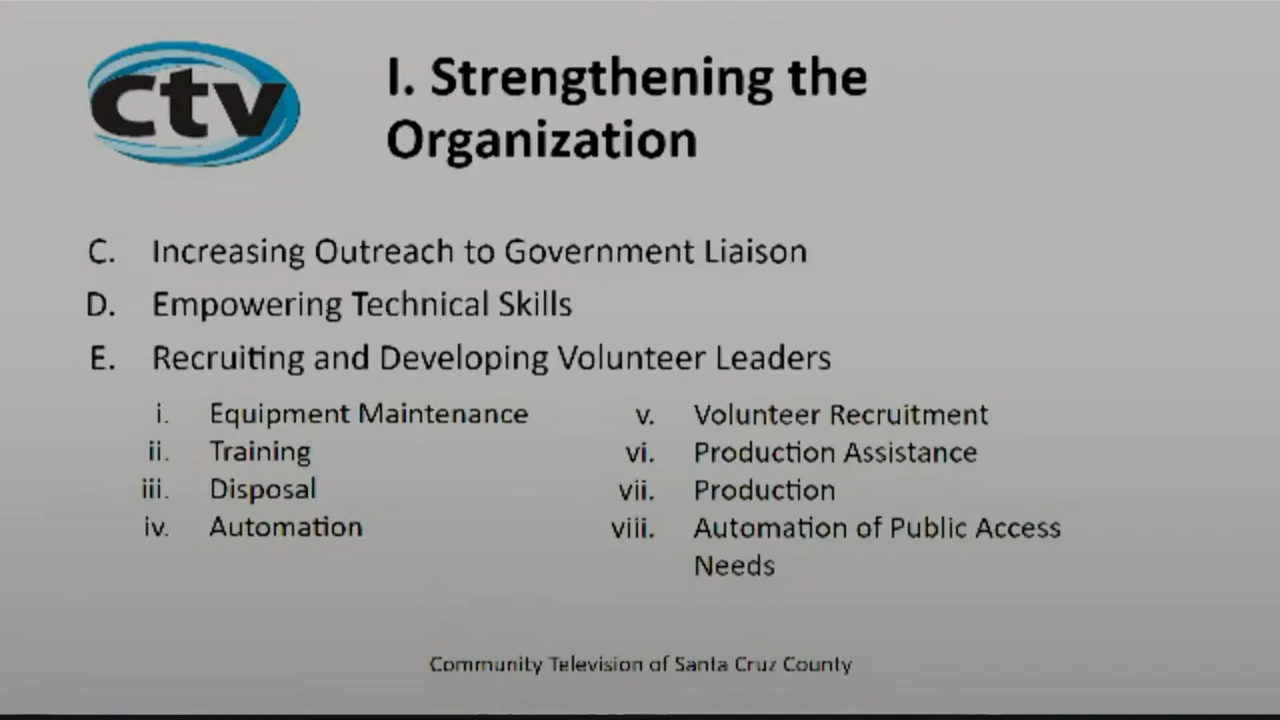 ctv
I. Strengthening the
Organization
C. Increasing Outreach to Government Liaison
D. Empowering Technical Skills
E. Recruiting and Developing Volunteer Leaders
i. Equipment Maintenance
ii. Training
iii. Disposal
iv. Automation
v. Volunteer Recruitment
vi. Production Assistance
vii. Production
viii. Automation of Public Access
Needs
Community Television of Santa Cruz County